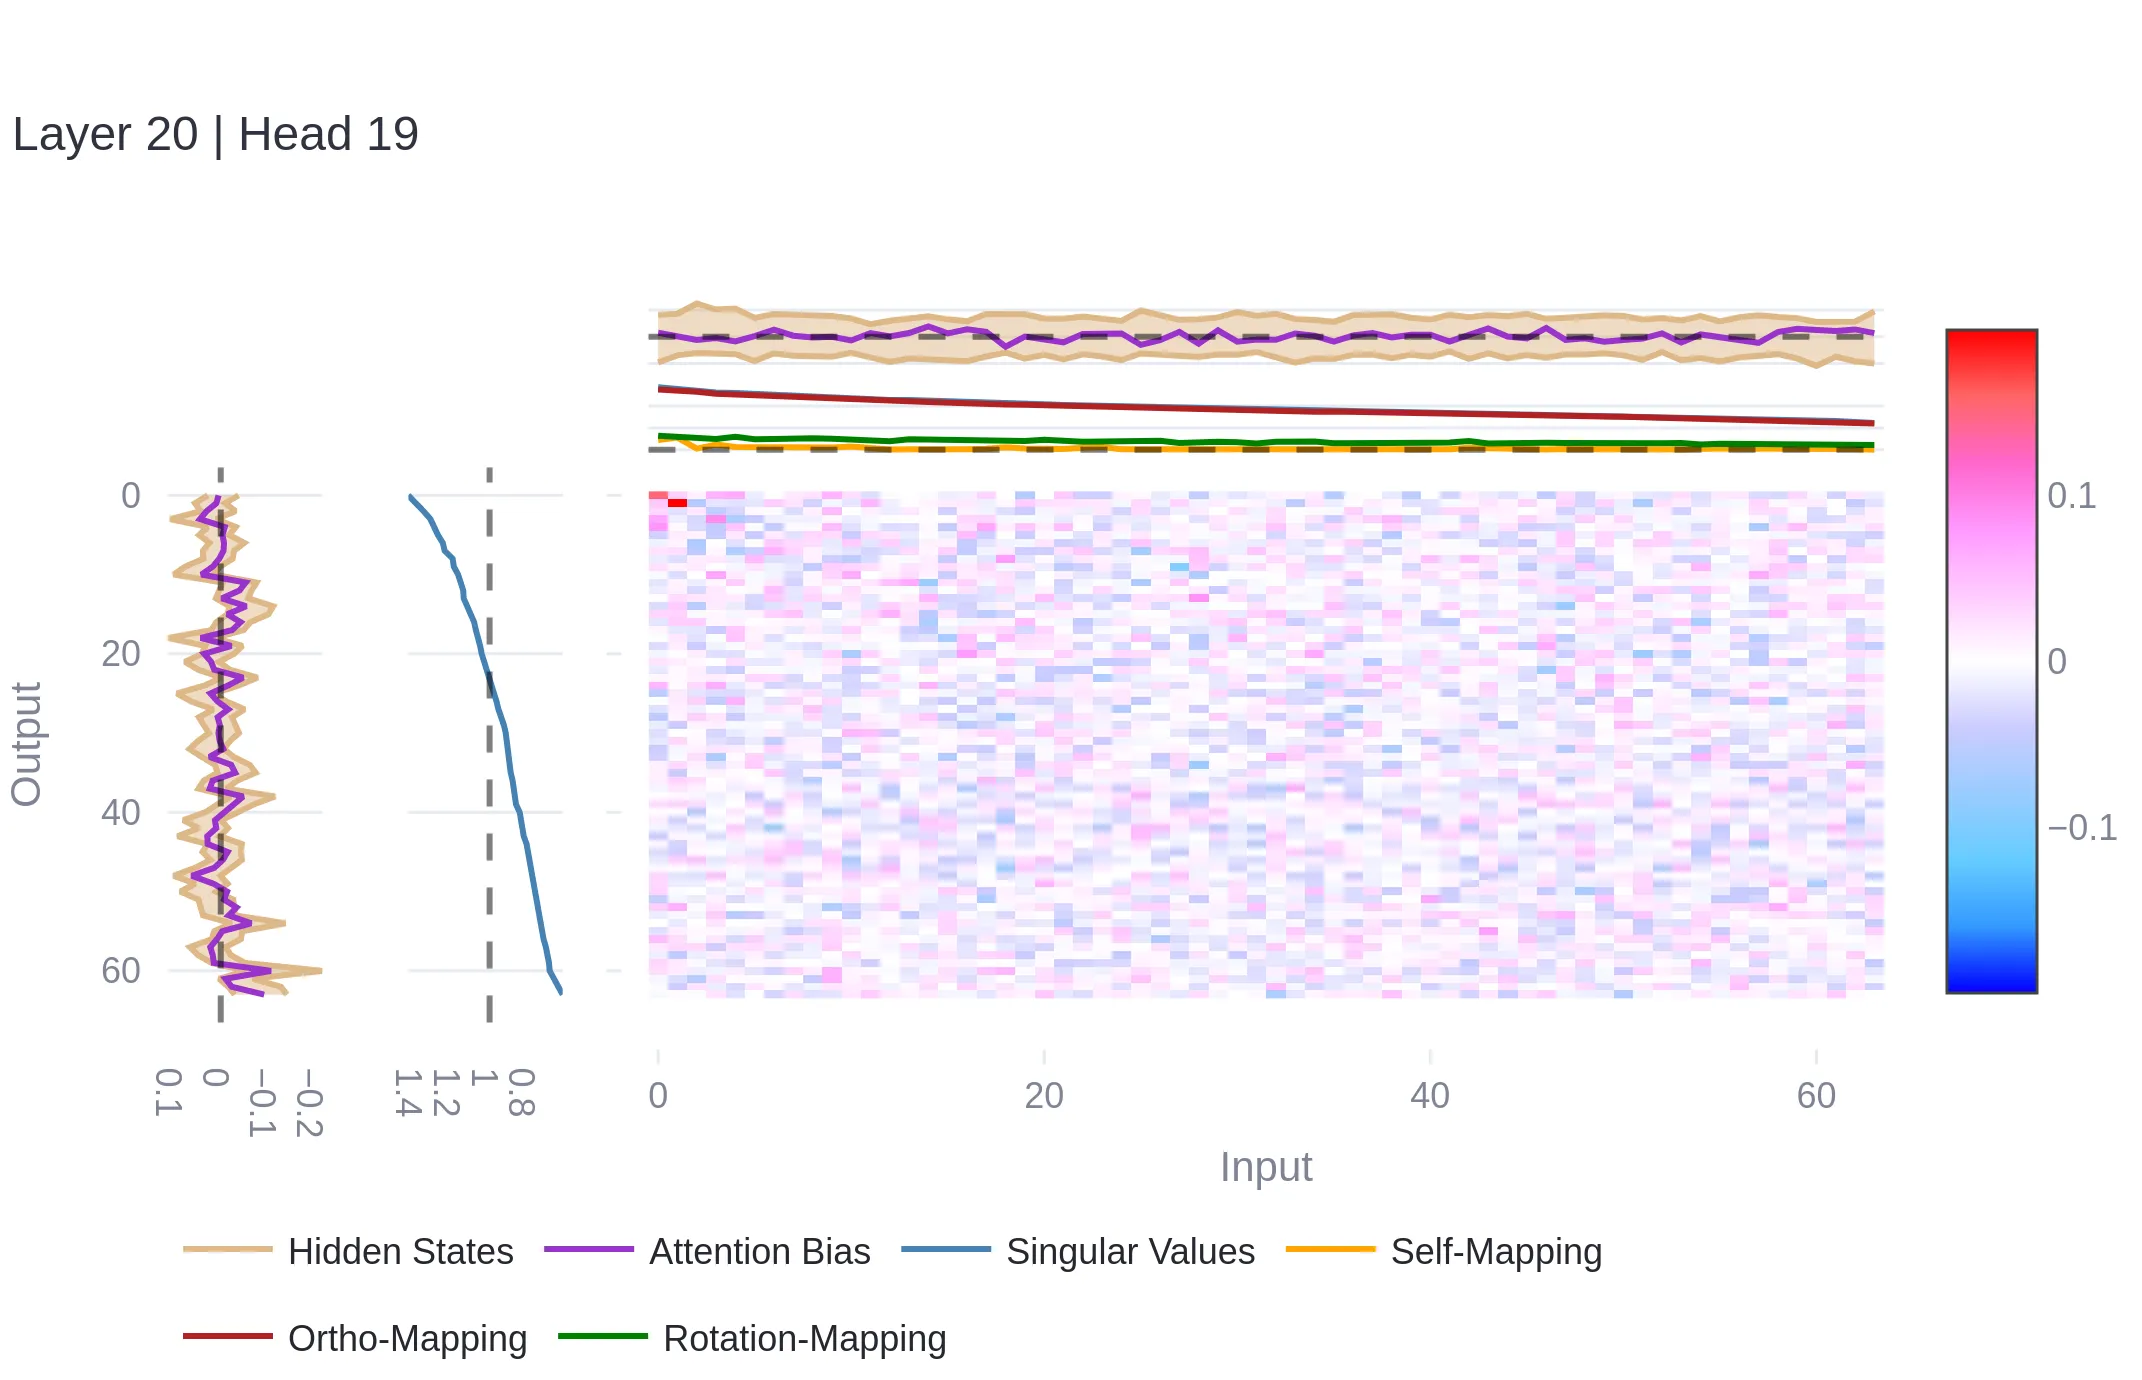 Layer 20 | Head 19
0
20
40
60
Output
0.1
0
−0.1
−0.2
1.4
1.2
1
0.8
0
20
40
60
Input
0.1
0
−0.1
Hidden States
Attention Bias
Singular Values
Self-Mapping
Ortho-Mapping
Rotation-Mapping